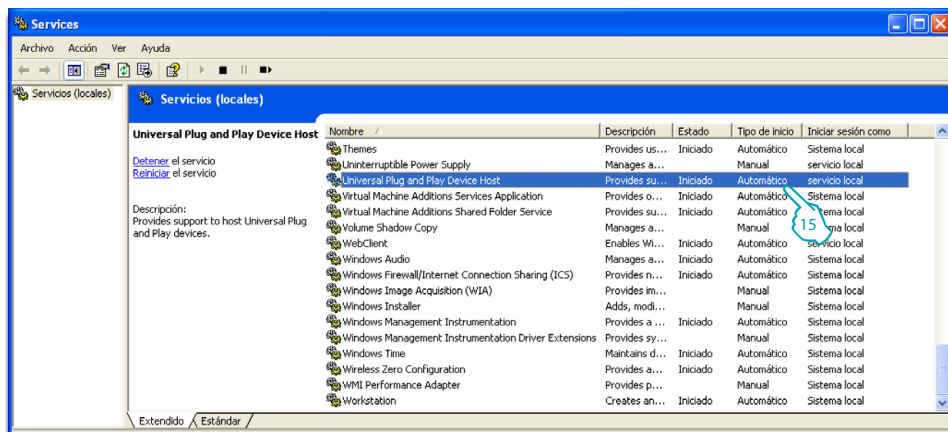 Services
Archivo Acción Ver Ayuda
Servicios (locales)
Servicios (locales)
Universal Plug and Play Device Host
Detener el servicio
Reiniciar el servicio
Descripción:
Provides support to host Universal Plug
and Play devices.
Nombre Descripción Estado Tipo de inicio Iniciar sesión como
Themes Provides us... Iniciado Automático Sistema local
Uninterruptible Power Supply Manages a... Manual servicio local
Universal Plug and Play Device Host Provides su... Iniciado Automático servicio local
Virtual Machine Additions Services Application Provides o... Iniciado Automático Sistema local
Virtual Machine Additions Shared Folder Service Provides su... Iniciado Automático tema local
15
Volume Shadow Copy Manages a... Manual ma local
WebClient Enables Wi... Iniciado Automático servicio local
Windows Audio Manages a... Iniciado Automático Sistema local
Windows Firewall/Internet Connection Sharing (ICS) Provides n... Iniciado Automático Sistema local
Windows Image Acquisition (WIA) Provides im... Manual Sistema local
Windows Installer Adds, modi... Manual Sistema local
Windows Management Instrumentation Provides a ... Iniciado Automático Sistema local
Windows Management Instrumentation Driver Extensions Provides sy... Manual Sistema local
Windows Time Maintains d... Iniciado Automático Sistema local
Wireless Zero Configuration Provides a... Iniciado Automático Sistema local
WMI Performance Adapter Provides p... Manual Sistema local
Workstation Creates an... Iniciado Automático Sistema local
Extendido Estándar